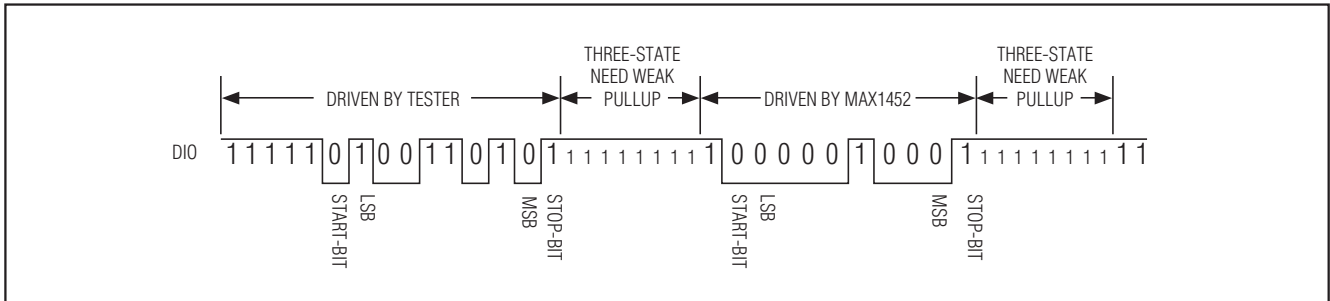 THREE-STATE
NEED WEAK
PULLUP
THREE-STATE
NEED WEAK
PULLUP
DRIVEN BY TESTER
DRIVEN BY MAX1452
DIO
1 1 1 1 1 0 1 0 0 1 1 0 1 0 1 1 1 1 1 1 1 1 1 1 0 0 0 0 0 1 0 0 0 1 1 1 1 1 1 1 1 1 1 1
START-BIT
LSB
MSB
STOP-BIT
START-BIT
LSB
MSB
STOP-BIT